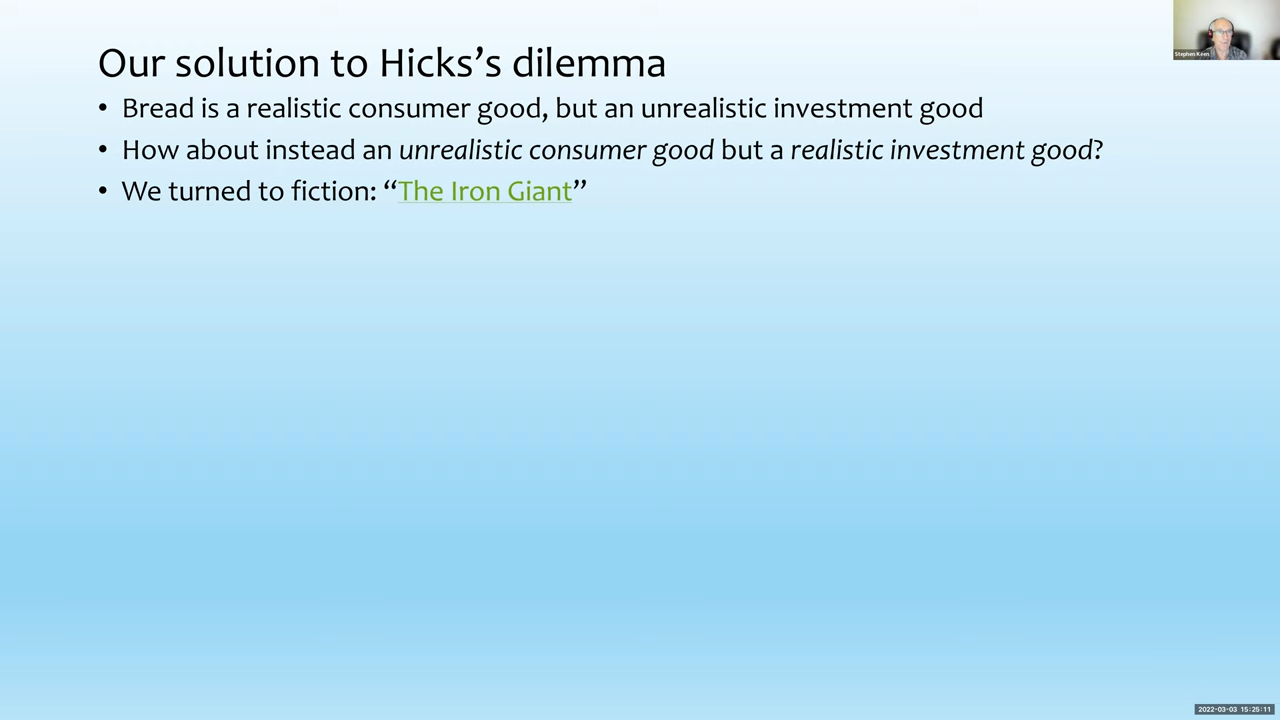 Stephen Keen
Our solution to Hicks’s dilemma
• Bread is a realistic consumer good, but an unrealistic investment good
• How about instead an unrealistic consumer good but a realistic investment good?
• We turned to fiction: “The Iron Giant”
2022-03-03 15:25:11